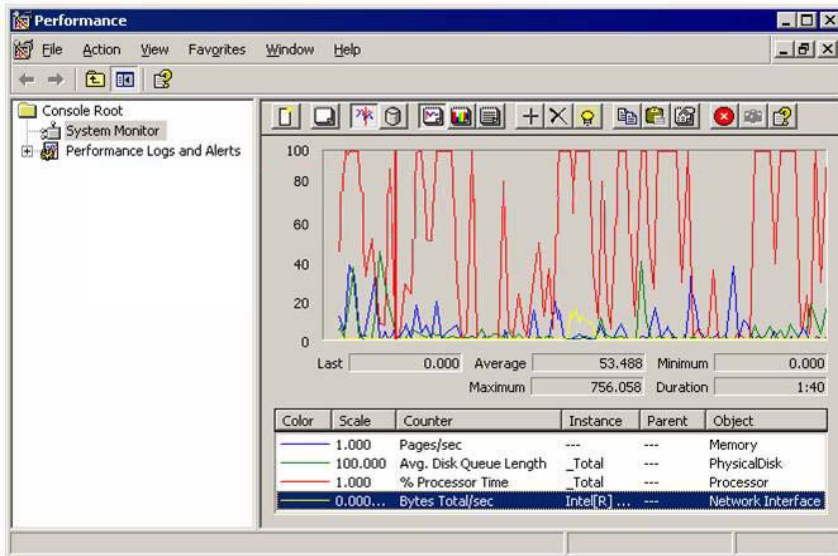 Performance
File Action View Favorites Window Help
Console Root
System Monitor
Performance Logs and Alerts
100
80
60
40
20
0
Last 0.000 Average 53.488 Minimum 0.000
Maximum 756.058 Duration 1:40
Color Scale Counter Instance Parent Object
1.000 Pages/sec --- --- Memory
100.000 Avg. Disk Queue Length _Total --- PhysicalDisk
1.000 % Processor Time _Total --- Processor
0.000... Bytes Total/sec Intel[R] ... --- Network Interface